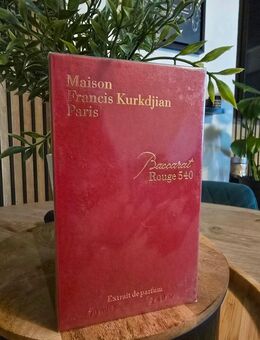 Maison
Francis Kurkdjian
Paris
Baccarat
Rouge 540
Extrait de parfum